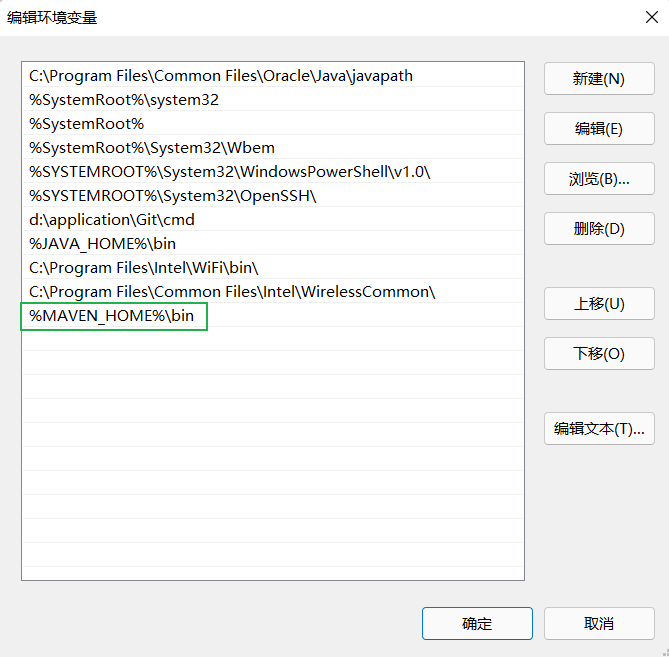 编辑环境变量
C:\Program Files\Common Files\Oracle\Java\javapath
%SystemRoot%\system32
%SystemRoot%
%SystemRoot%\System32\Wbem
%SYSTEMROOT%\System32\WindowsPowerShell\v1.0\
%SYSTEMROOT%\System32\OpenSSH\
d:\application\Git\cmd
%JAVA_HOME%\bin
C:\Program Files\Intel\WiFi\bin\
C:\Program Files\Common Files\Intel\WirelessCommon\
%MAVEN_HOME%\bin
新建(N)
编辑(E)
浏览(B)...
删除(D)
上移(U)
下移(O)
编辑文本(T)...
确定
取消